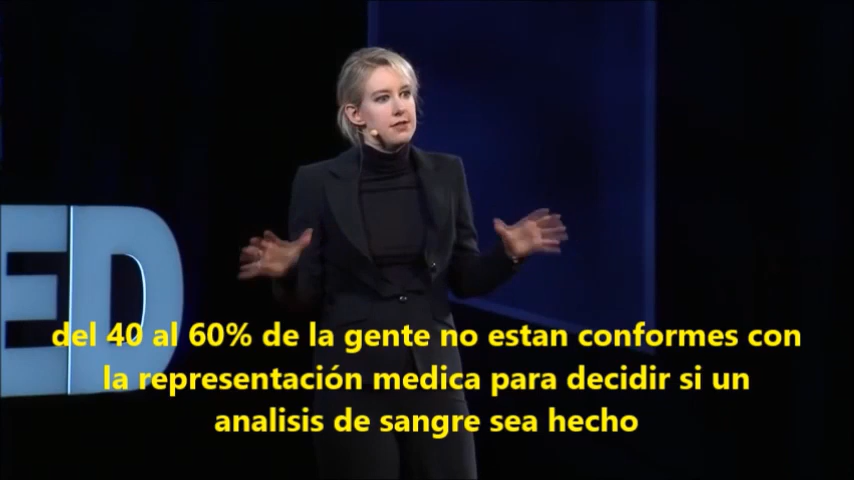 ED
del 40 al 60% de la gente no estan conformes con
la representación medica para decidir si un
analisis de sangre sea hecho